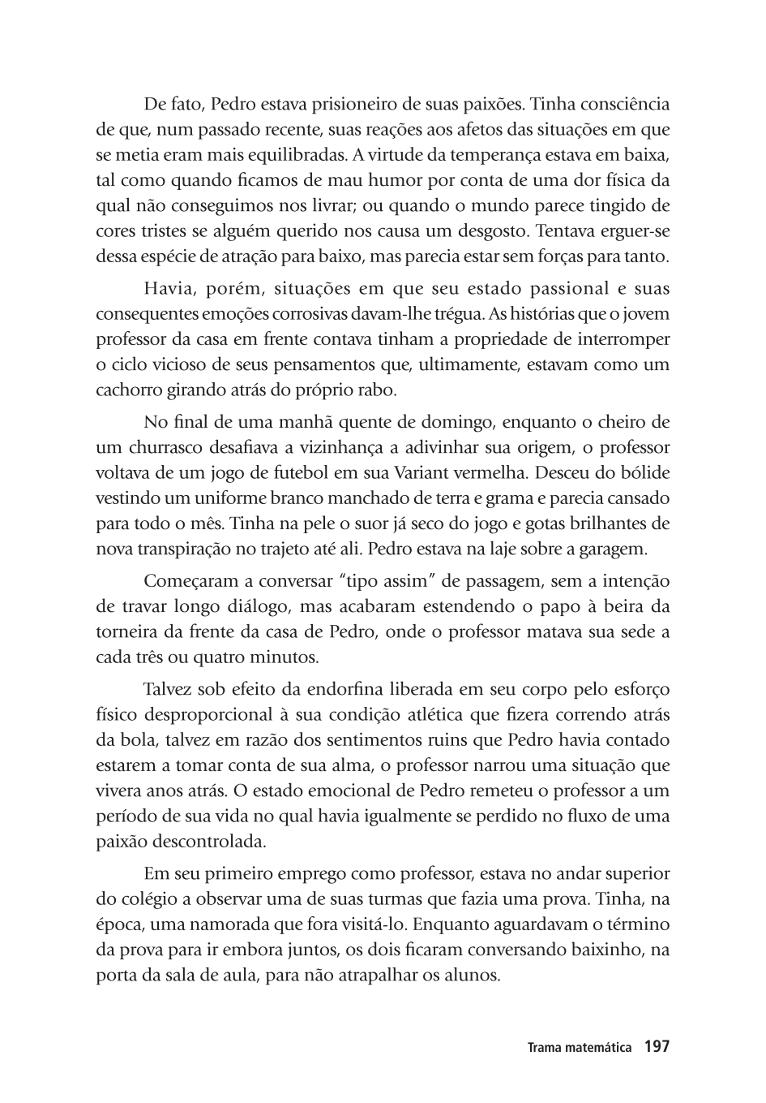 De fato, Pedro estava prisioneiro de suas paixões. Tinha consciência
de que, num passado recente, suas reações aos afetos das situações em que
se metia eram mais equilibradas. A virtude da temperança estava em baixa,
tal como quando ficamos de mau humor por conta de uma dor física da
qual não conseguimos nos livrar; ou quando o mundo parece tingido de
cores tristes se alguém querido nos causa um desgosto. Tentava erguer-se
dessa espécie de atração para baixo, mas parecia estar sem forças para tanto.
Havia, porém, situações em que seu estado passional e suas
consequentes emoções corrosivas davam-lhe trégua. As histórias que o jovem
professor da casa em frente contava tinham a propriedade de interromper
o ciclo vicioso de seus pensamentos que, ultimamente, estavam como um
cachorro girando atrás do próprio rabo.
No final de uma manhã quente de domingo, enquanto o cheiro de
um churrasco desafiava a vizinhança a adivinhar sua origem, o professor
voltava de um jogo de futebol em sua Variant vermelha. Desceu do bólide
vestindo um uniforme branco manchado de terra e grama e parecia cansado
para todo o mês. Tinha na pele o suor já seco do jogo e gotas brilhantes de
nova transpiração no trajeto até ali. Pedro estava na laje sobre a garagem.
Começaram a conversar “tipo assim” de passagem, sem a intenção
de travar longo diálogo, mas acabaram estendendo o papo à beira da
torneira da frente da casa de Pedro, onde o professor matava sua sede a
cada três ou quatro minutos.
Talvez sob efeito da endorfina liberada em seu corpo pelo esforço
físico desproporcional à sua condição atlética que fizera correndo atrás
da bola, talvez em razão dos sentimentos ruins que Pedro havia contado
estarem a tomar conta de sua alma, o professor narrou uma situação que
vivera anos atrás. O estado emocional de Pedro remeteu o professor a um
período de sua vida no qual havia igualmente se perdido no fluxo de uma
paixão descontrolada.
Em seu primeiro emprego como professor, estava no andar superior
do colégio a observar uma de suas turmas que fazia uma prova. Tinha, na
época, uma namorada que fora visitá-lo. Enquanto aguardavam o término
da prova para ir embora juntos, os dois ficaram conversando baixinho, na
porta da sala de aula, para não atrapalhar os alunos.
Trama matemática 197